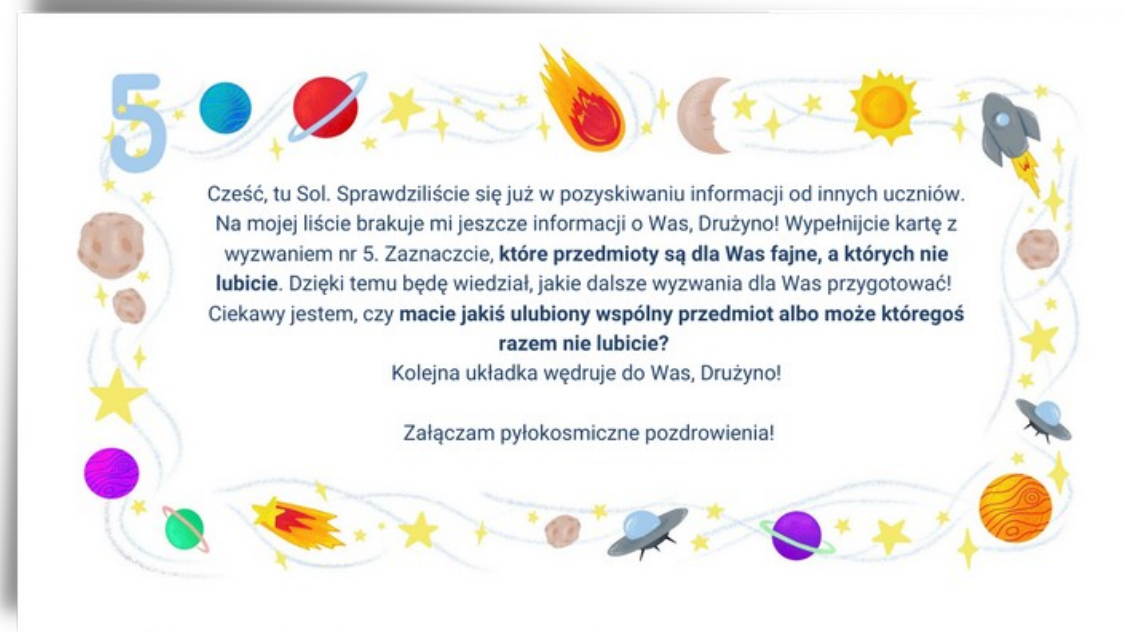 5
Cześć, tu Sol. Sprawdziliście się już w pozyskiwaniu informacji od innych uczniów.
Na mojej liście brakuje mi jeszcze informacji o Was, Drużyno! Wypełnijcie kartę z
wyzwaniem nr 5. Zaznaczcie, które przedmioty są dla Was fajne, a których nie
lubicie. Dzięki temu będę wiedział, jakie dalsze wyzwania dla Was przygotować!
Ciekawy jestem, czy macie jakiś ulubiony wspólny przedmiot albo może któregoś
razem nie lubicie?
Kolejna układka wędruje do Was, Drużyno!
Załączam pyłokosmiczne pozdrowienia!